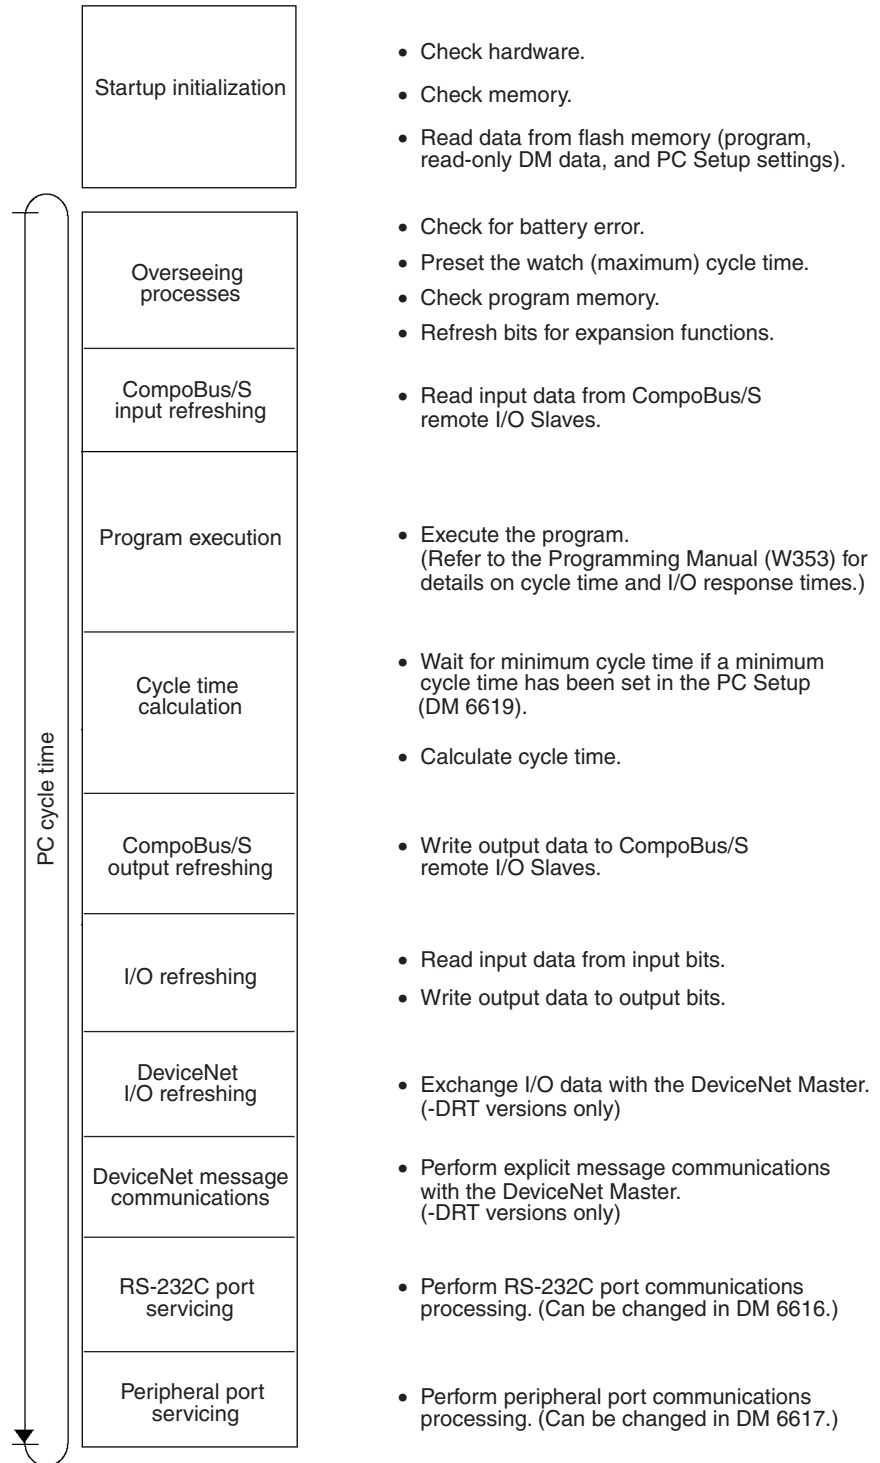 Startup initialization
• Check hardware.
• Check memory.
• Read data from flash memory (program,
read-only DM data, and PC Setup settings).
PC cycle time
Overseeing
processes
• Check for battery error.
• Preset the watch (maximum) cycle time.
• Check program memory.
• Refresh bits for expansion functions.
CompoBus/S
input refreshing
• Read input data from CompoBus/S
remote I/O Slaves.
Program execution
• Execute the program.
(Refer to the Programming Manual (W353) for
details on cycle time and I/O response times.)
Cycle time
calculation
• Wait for minimum cycle time if a minimum
cycle time has been set in the PC Setup
(DM 6619).
• Calculate cycle time.
CompoBus/S
output refreshing
• Write output data to CompoBus/S
remote I/O Slaves.
I/O refreshing
• Read input data from input bits.
• Write output data to output bits.
DeviceNet
I/O refreshing
• Exchange I/O data with the DeviceNet Master.
(-DRT versions only)
DeviceNet message
communications
• Perform explicit message communications
with the DeviceNet Master.
(-DRT versions only)
RS-232C port
servicing
• Perform RS-232C port communications
processing. (Can be changed in DM 6616.)
Peripheral port
servicing
• Perform peripheral port communications
processing. (Can be changed in DM 6617.)